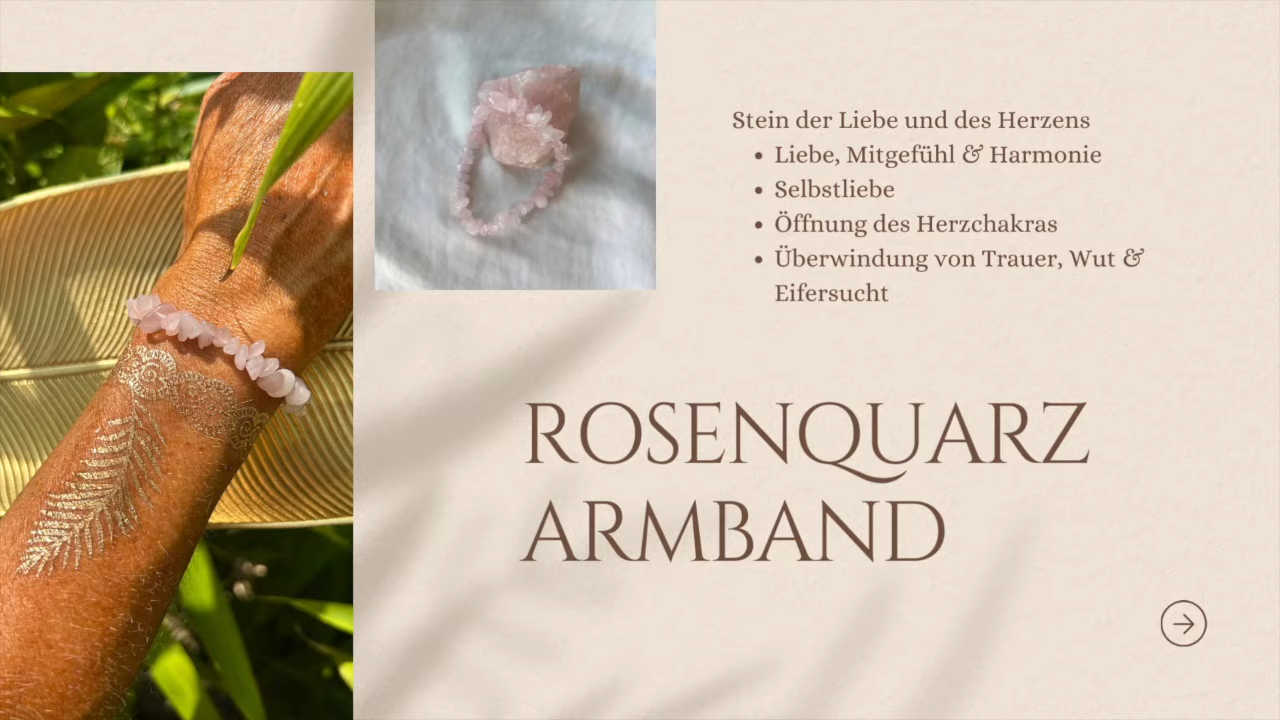 Stein der Liebe und des Herzens
• Liebe, Mitgefühl & Harmonie
• Selbstliebe
• Öffnung des Herzchakras
• Überwindung von Trauer, Wut &
Eifersucht
ROSENQUARZ
ARMBAND